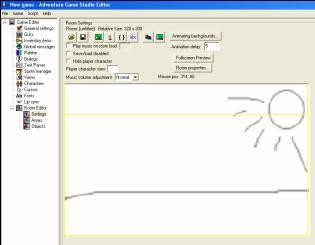 New game - Adventure Game Studio Editor
File Game Script Help
Game Editor
General settings
GUIs
Inventory items
Global messages
Palette
Dialogs
Text Parser
Sprite manager
Views
Characters
Cursors
Fonts
Lip sync
Room Editor
Settings
Areas
Objects
Room Settings
Room: (untitled) Relative Size: 320 x 200
Animating backgrounds...
Play music on room load
Animation delay: 5
Save/load disabled
Hide player character
Fullscreen Preview
Player character view:
Room properties...
Music volume adjustment Normal
Mouse pos: 314, 40